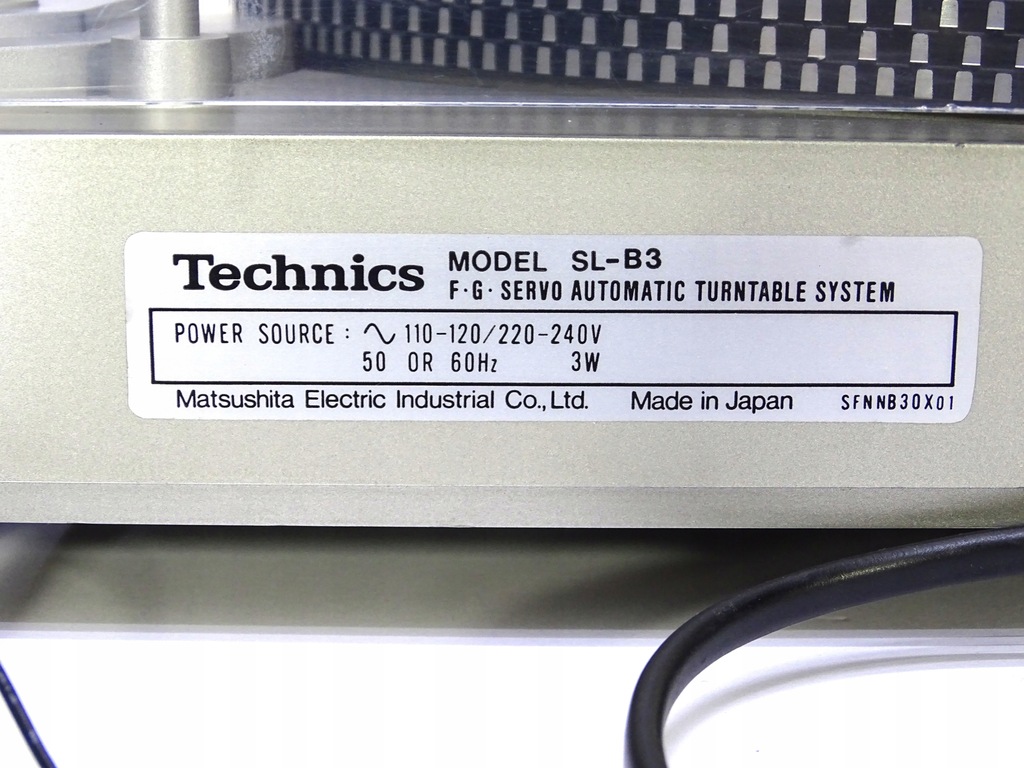 Technics MODEL SL-B3
F·G· SERVO AUTOMATIC TURNTABLE SYSTEM
POWER SOURCE : ∿ 110-120/220-240V
50 OR 60Hz 3W
Matsushita Electric Industrial Co., Ltd. Made in Japan SFNNB30X01